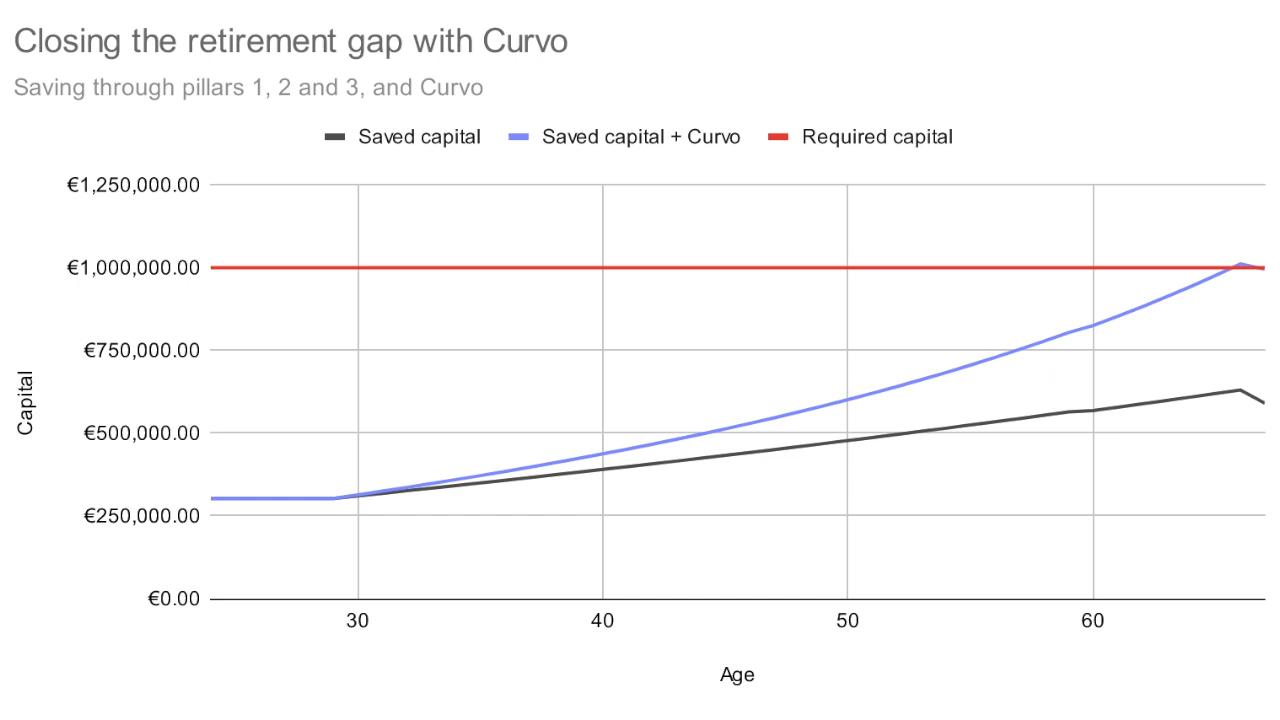 Closing the retirement gap with Curvo
Saving through pillars 1, 2 and 3, and Curvo
Saved capital Saved capital + Curvo Required capital
€1,250,000.00
€1,000,000.00
€750,000.00
€500,000.00
€250,000.00
€0.00
Capital
30 40 50 60
Age